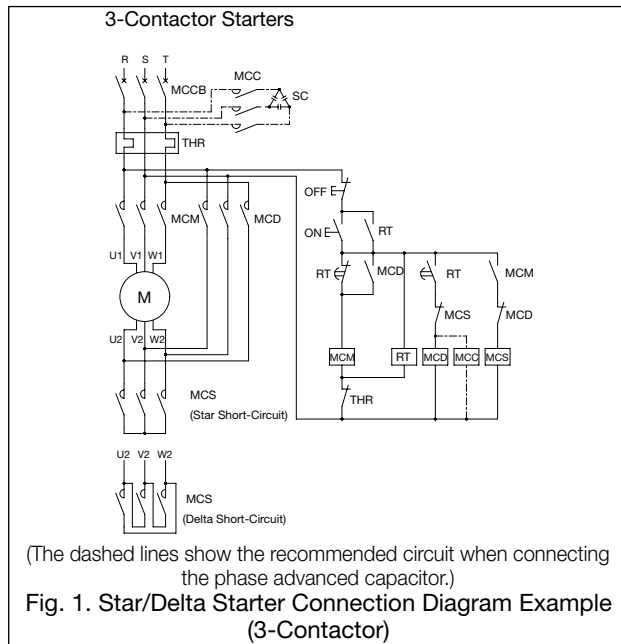 3-Contactor Starters
R S T
MCC
MCCB
SC
THR
OFF
MCM
MCD
ON
RT
U1 V1 W1
RT
MCD
RT
MCM
M
MCS
MCD
U2 V2 W2
MCM
RT
MCD
MCC
MCS
MCS
(Star Short-Circuit)
THR
U2 V2 W2
MCS
(Delta Short-Circuit)
(The dashed lines show the recommended circuit when connecting
the phase advanced capacitor.)
Fig. 1. Star/Delta Starter Connection Diagram Example
(3-Contactor)